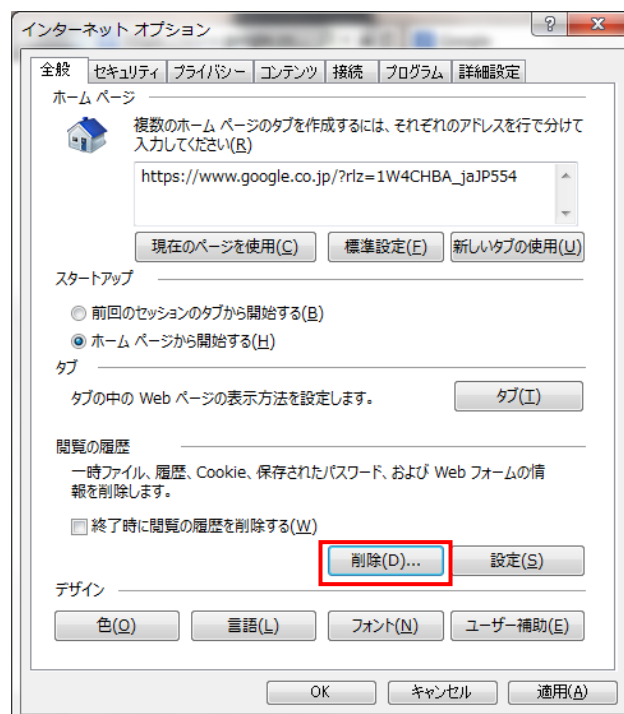 インターネット オプション
全般 セキュリティ プライバシー コンテンツ 接続 プログラム 詳細設定
ホーム ページ
複数のホーム ページのタブを作成するには、それぞれのアドレスを行で分けて
入力してください(R)
https://www.google.co.jp/?rlz=1W4CHBA_jaJP554
現在のページを使用(C) 標準設定(F) 新しいタブの使用(U)
スタートアップ
前回のセッションのタブから開始する(B)
ホーム ページから開始する(H)
タブ
タブの中の Web ページの表示方法を設定します。 タブ(T)
閲覧の履歴
一時ファイル、履歴、Cookie、保存されたパスワード、および Web フォームの情
報を削除します。
終了時に閲覧の履歴を削除する(W)
削除(D)... 設定(S)
デザイン
色(O) 言語(L) フォント(N) ユーザー補助(E)
OK キャンセル 適用(A)